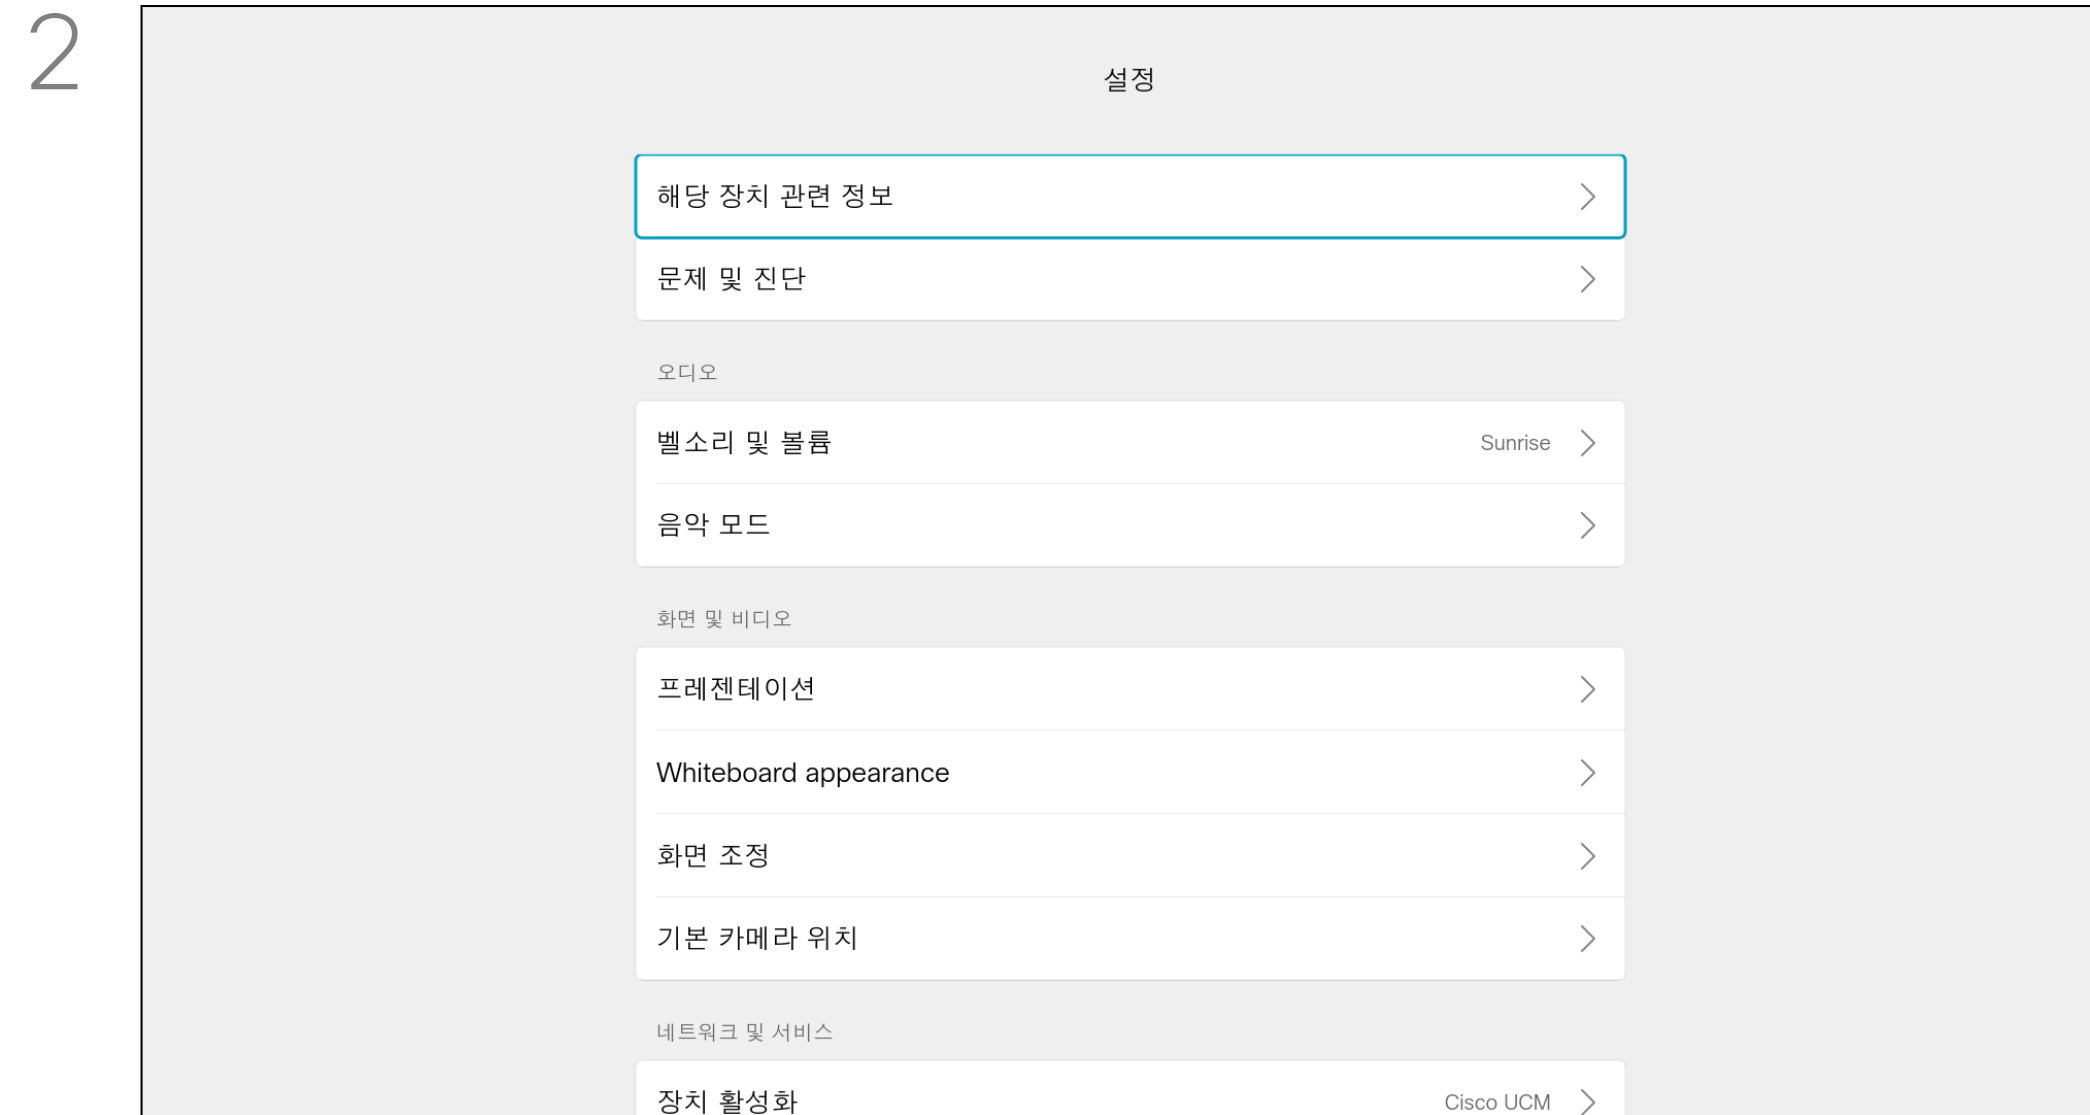 2
설정
해당 장치 관련 정보
문제 및 진단
오디오
벨소리 및 볼륨 Sunrise
음악 모드
화면 및 비디오
프레젠테이션
Whiteboard appearance
화면 조정
기본 카메라 위치
네트워크 및 서비스
장치 활성화 Cisco UCM